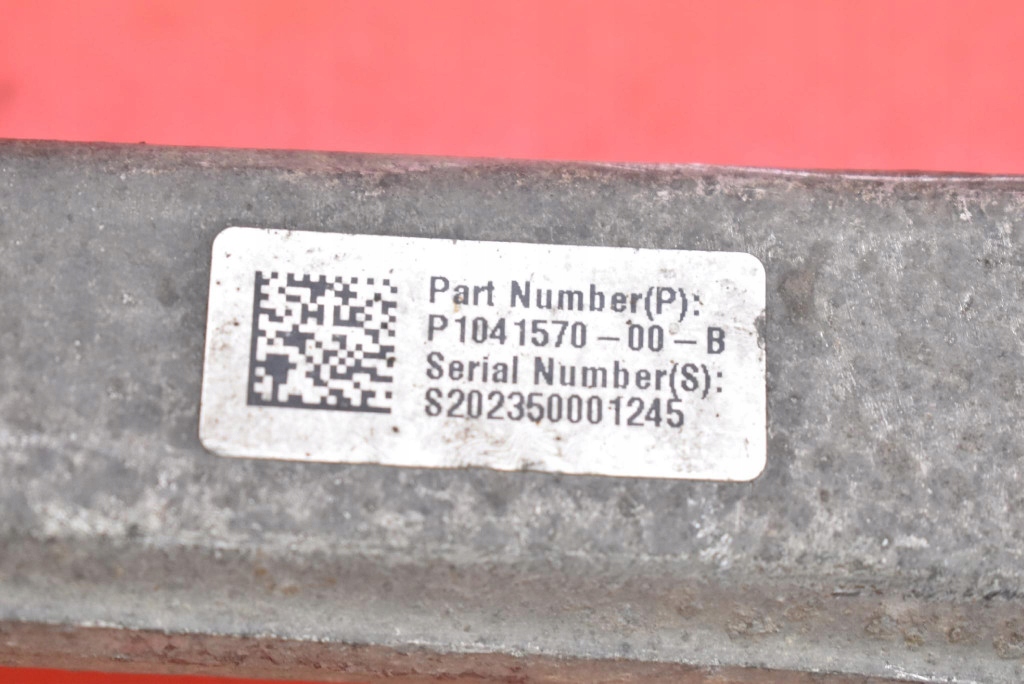 Part Number(P):
P1041570-00-B
Serial Number(S):
S202350001245